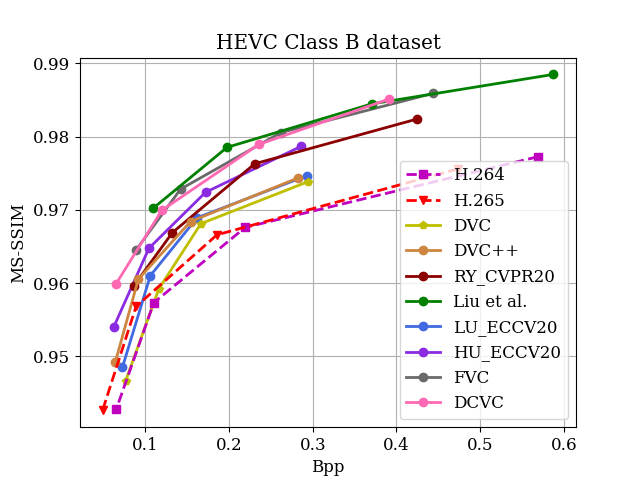 HEVC Class B dataset
MS-SSIM
0.99
0.98
0.97
0.96
0.95
0.1 0.2 0.3 0.4 0.5 0.6
Bpp
H.264
H.265
DVC
DVC++
RY_CVPR20
Liu et al.
LU_ECCV20
HU_ECCV20
FVC
DCVC